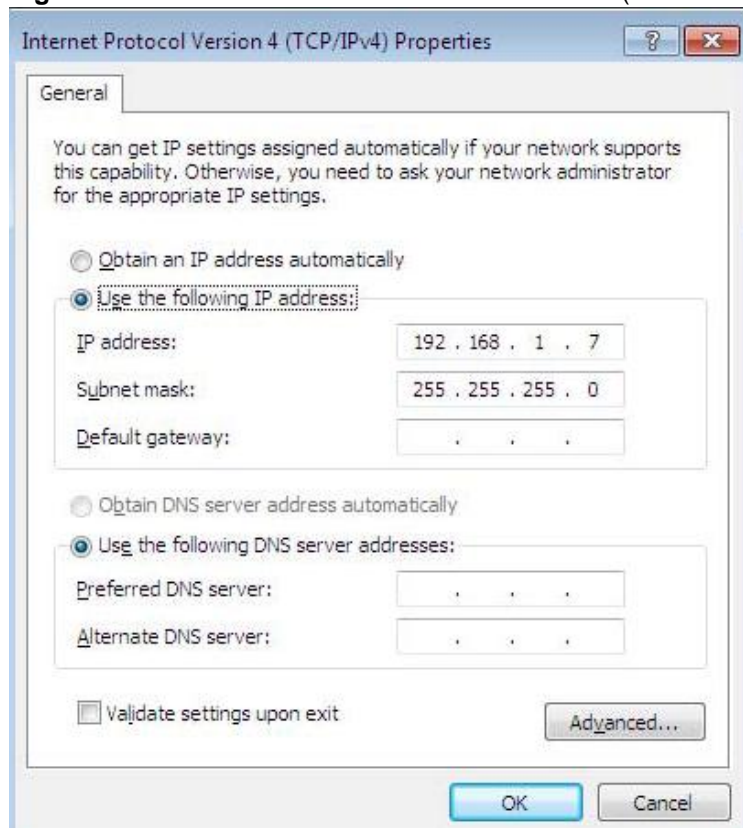 Internet Protocol Version 4 (TCP/IPv4) Properties
General
You can get IP settings assigned automatically if your network supports
this capability. Otherwise, you need to ask your network administrator
for the appropriate IP settings.
Obtain an IP address automatically
Use the following IP address:
IP address: 192 . 168 . 1 . 7
Subnet mask: 255 . 255 . 255 . 0
Default gateway: . . .
Obtain DNS server address automatically
Use the following DNS server addresses:
Preferred DNS server: . . .
Alternate DNS server: . . .
Validate settings upon exit
Advanced...
OK Cancel